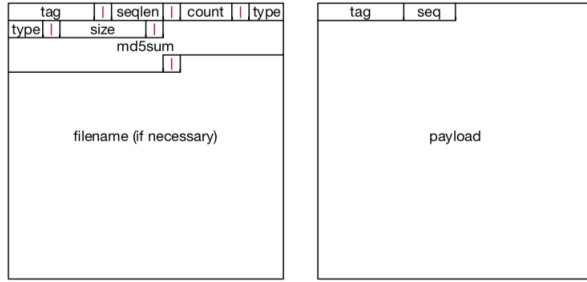 tag | seqlen | count | type
type | size |
md5sum
|
filename (if necessary)
tag seq
payload